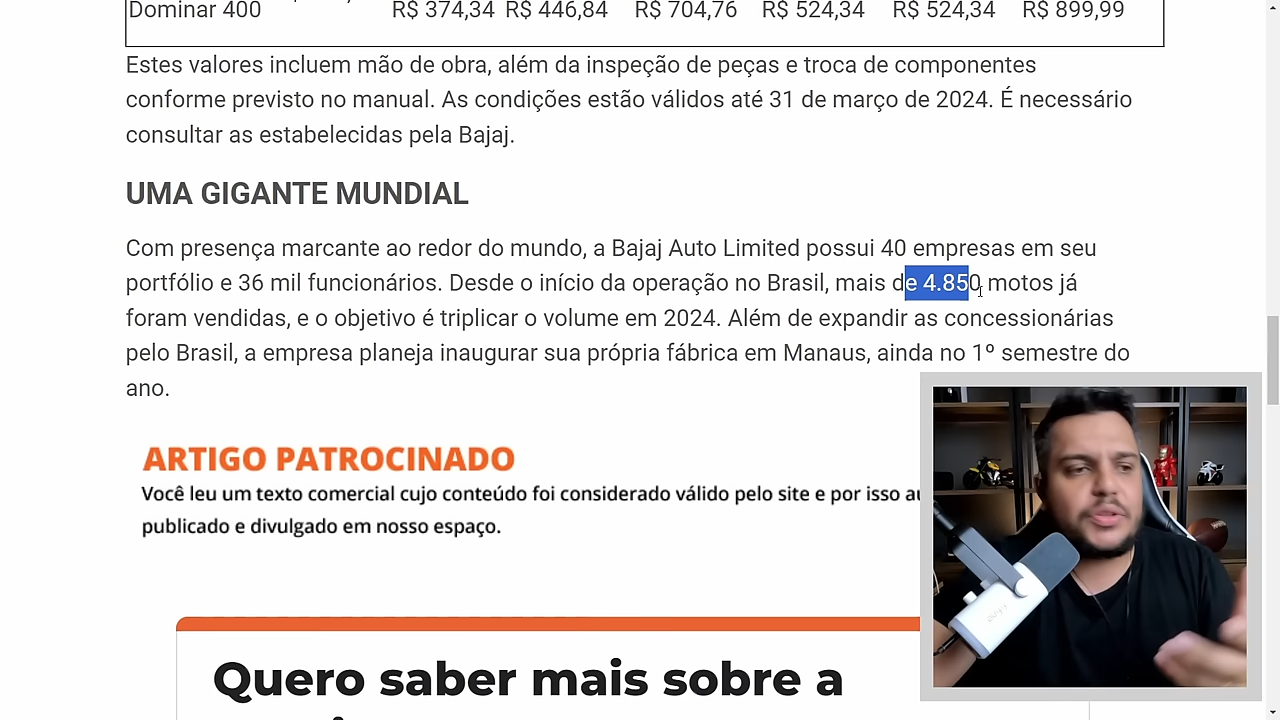 Dominar 400 R$ 374,34 R$ 446,84 R$ 704,76 R$ 524,34 R$ 524,34 R$ 899,99
Estes valores incluem mão de obra, além da inspeção de peças e troca de componentes
conforme previsto no manual. As condições estão válidos até 31 de março de 2024. É necessário
consultar as estabelecidas pela Bajaj.
UMA GIGANTE MUNDIAL
Com presença marcante ao redor do mundo, a Bajaj Auto Limited possui 40 empresas em seu
portfólio e 36 mil funcionários. Desde o início da operação no Brasil, mais de 4.850 motos já
foram vendidas, e o objetivo é triplicar o volume em 2024. Além de expandir as concessionárias
pelo Brasil, a empresa planeja inaugurar sua própria fábrica em Manaus, ainda no 1º semestre do
ano.
ARTIGO PATROCINADO
Você leu um texto comercial cujo conteúdo foi considerado válido pelo site e por isso
publicado e divulgado em nosso espaço.
Quero saber mais sobre a